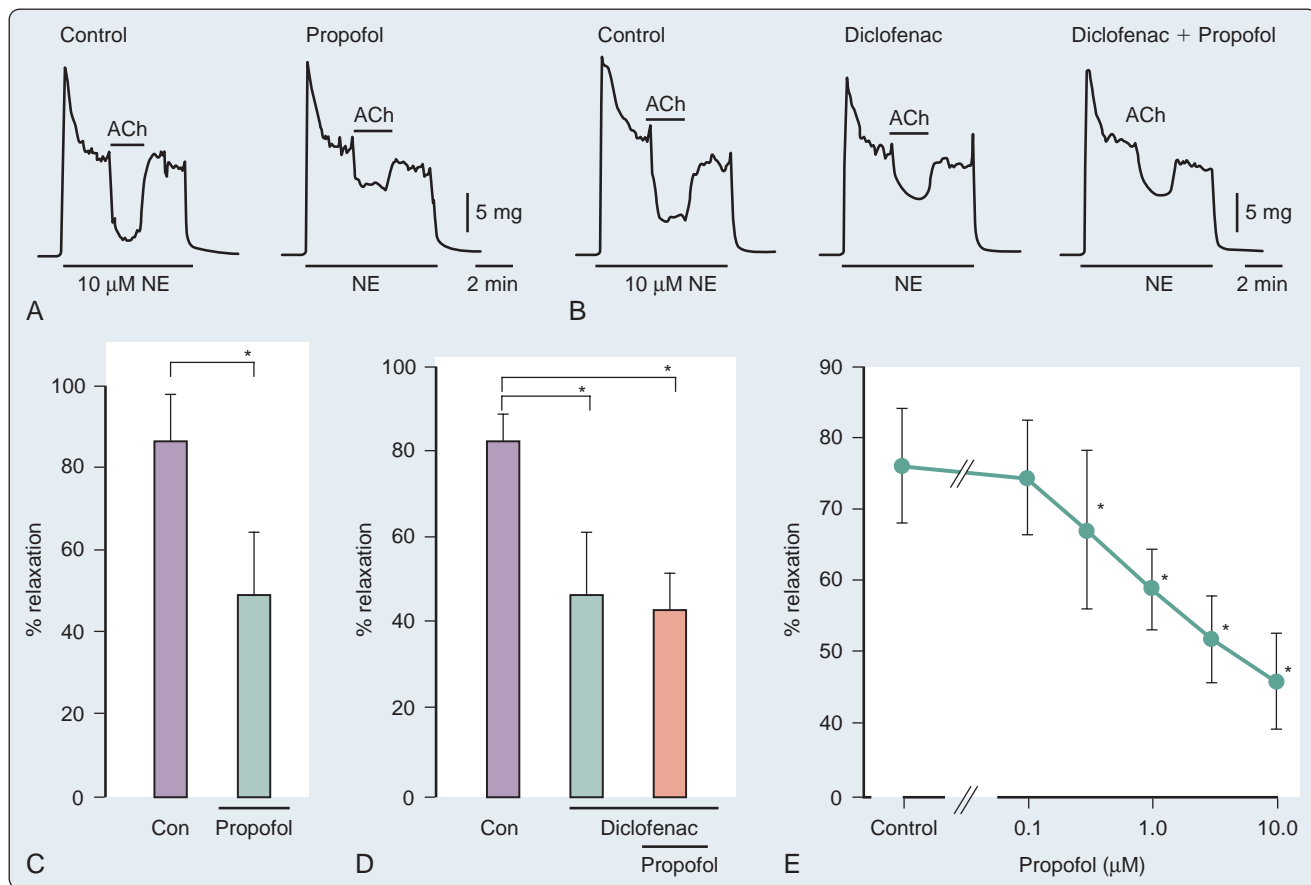 Control
Propofol
Control
Diclofenac
Diclofenac + Propofol
ACh
ACh
ACh
ACh
ACh
5 mg
5 mg
10 μM NE
NE
2 min
10 μM NE
NE
NE
2 min
A
B
*
100
80
60
40
20
0
% relaxation
Con
Propofol
C
*
*
100
80
60
40
20
0
% relaxation
Con
Diclofenac
Propofol
D
90
80
70
60
50
40
0
% relaxation
*
*
*
*
Control
0.1
1.0
10.0
Propofol (μM)
E